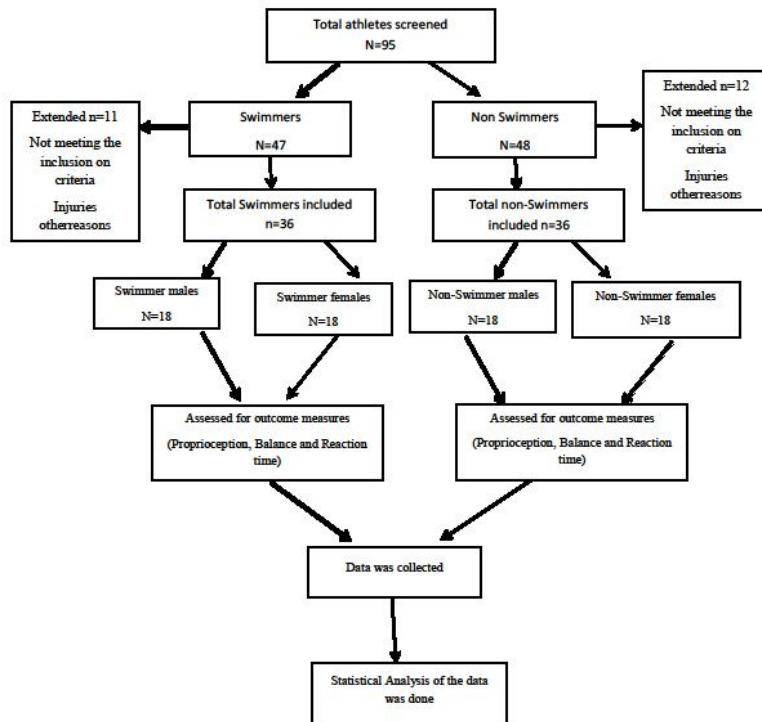 Total athletes screened
N=95
Extended n=11
Not meeting the
inclusion on
criteria
Injuries
otherreasons
Swimmers
N=47
Non Swimmers
N=48
Extended n=12
Not meeting the
inclusion on
criteria
Injuries
otherreasons
Total Swimmers included
n=36
Total non-Swimmers
included n=36
Swimmer males
N=18
Swimmer females
N=18
Non-Swimmer males
N=18
Non-Swimmer females
N=18
Assessed for outcome measures
(Proprioception, Balance and Reaction
time)
Assessed for outcome measures
(Proprioception, Balance and Reaction
time)
Data was collected
Statistical Analysis of the data
was done